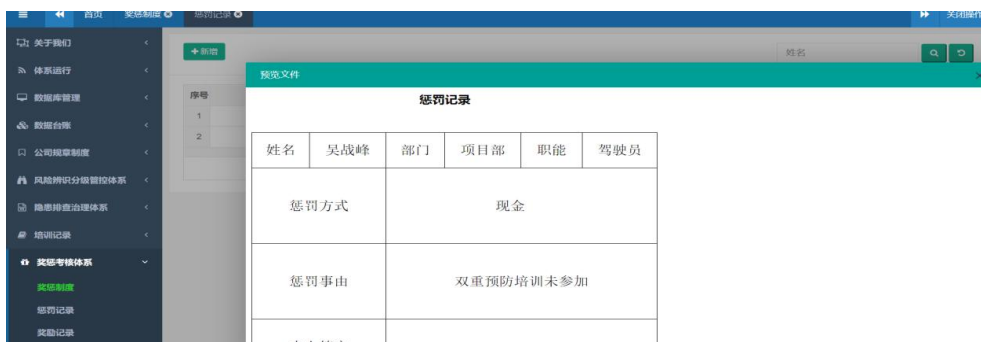 首页 奖惩制度 惩罚记录 关闭操作
关于我们
体系运行
数据库管理
数据台账
公司规章制度
风险辨识分级管控体系
隐患排查治理体系
培训记录
奖惩考核体系
奖惩制度
惩罚记录
奖励记录
+新增 姓名
序号
1
2
预览文件
惩罚记录
姓名 吴战峰 部门 项目部 职能 驾驶员
惩罚方式 现金
惩罚事由 双重预防培训未参加